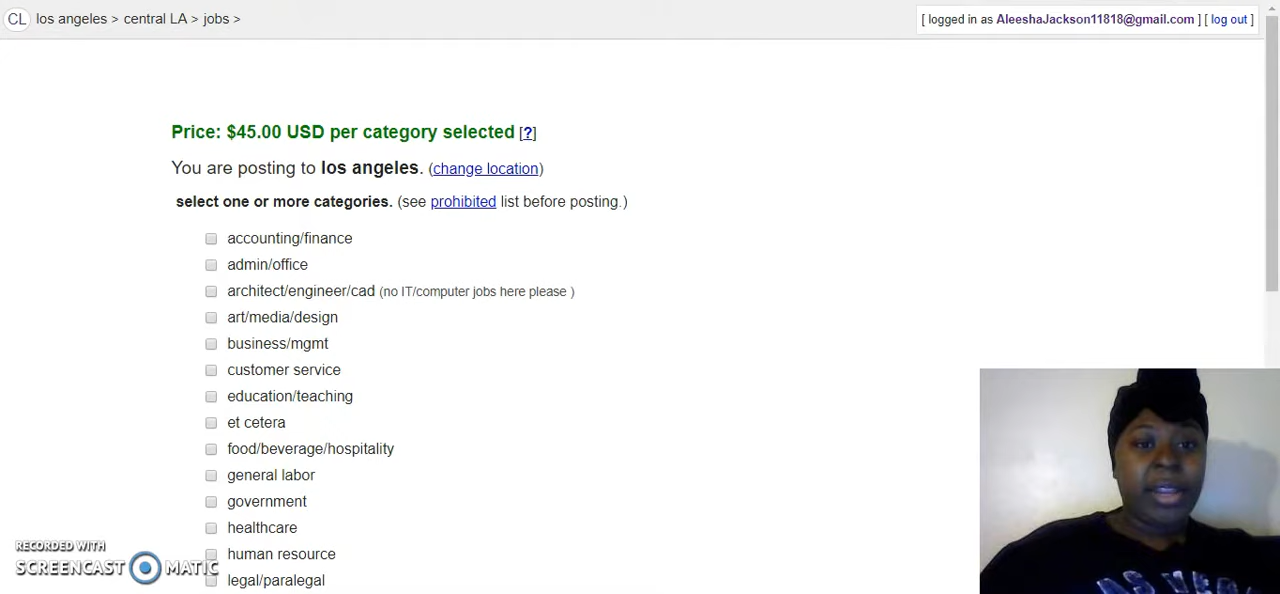 CL los angeles > central LA > jobs >
[ logged in as AleeshaJackson11818@gmail.com ] [ log out ]
Price: $45.00 USD per category selected [?]
You are posting to los angeles. (change location)
select one or more categories. (see prohibited list before posting.)
accounting/finance
admin/office
architect/engineer/cad (no IT/computer jobs here please )
art/media/design
business/mgmt
customer service
education/teaching
et cetera
food/beverage/hospitality
general labor
government
healthcare
human resource
legal/paralegal
RECORDED WITH
SCREENCAST MATIC